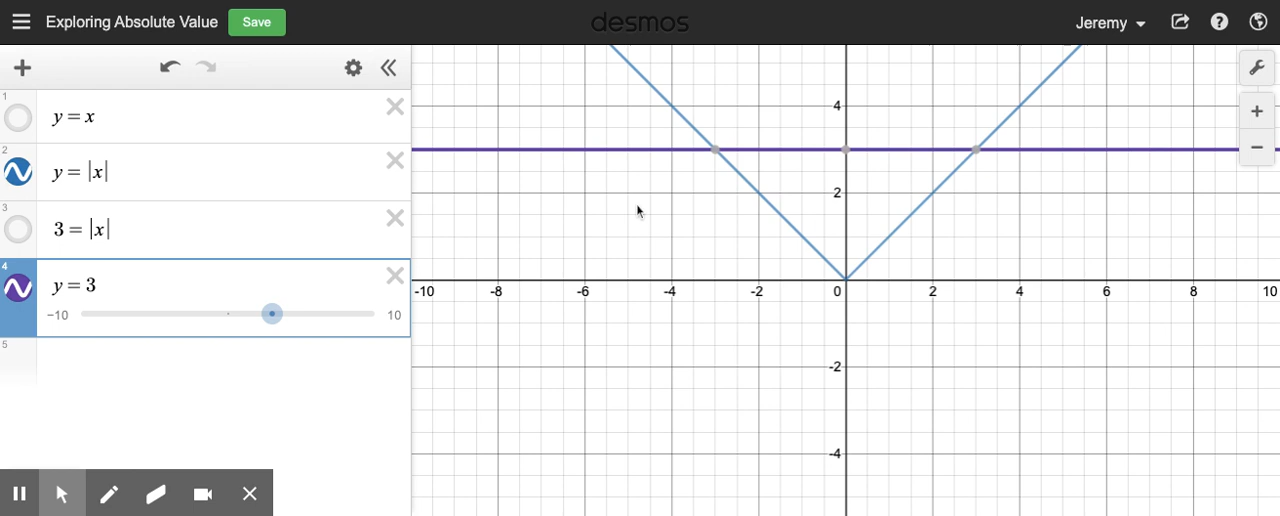 Exploring Absolute Value Save desmos Jeremy
1 y = x
2 y = |x|
3 3 = |x|
4 y = 3
−10 10
5
4
2
-10 -8 -6 -4 -2 0 2 4 6 8 10
-2
-4